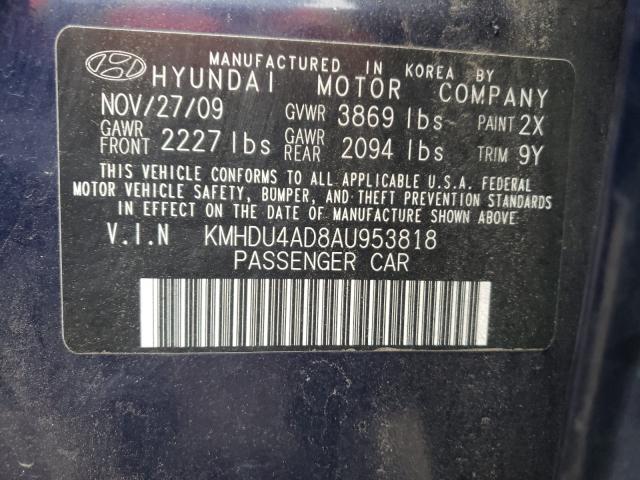 MANUFACTURED IN KOREA BY
HYUNDAI MOTOR COMPANY
NOV/27/09 GVWR 3869 lbs PAINT 2X
GAWR FRONT 2227 lbs GAWR REAR 2094 lbs TRIM 9Y
THIS VEHICLE CONFORMS TO ALL APPLICABLE U.S.A. FEDERAL
MOTOR VEHICLE SAFETY, BUMPER, AND THEFT PREVENTION STANDARDS
IN EFFECT ON THE DATE OF MANUFACTURE SHOWN ABOVE.
V.I.N KMHDU4AD8AU953818
PASSENGER CAR